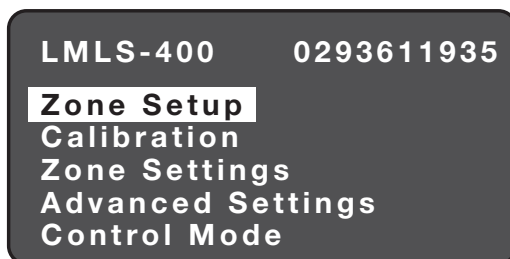 LMLS-400 0293611935
Zone Setup
Calibration
Zone Settings
Advanced Settings
Control Mode